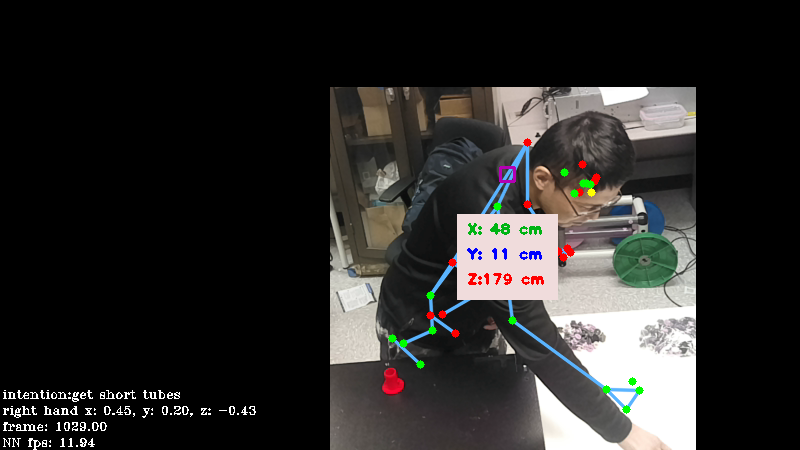 X: 48 cm
Y: 11 cm
Z:179 cm
intention:get short tubes
right hand x: 0.45, y: 0.20, z: -0.43
frame: 1029.00
NN fps: 11.94